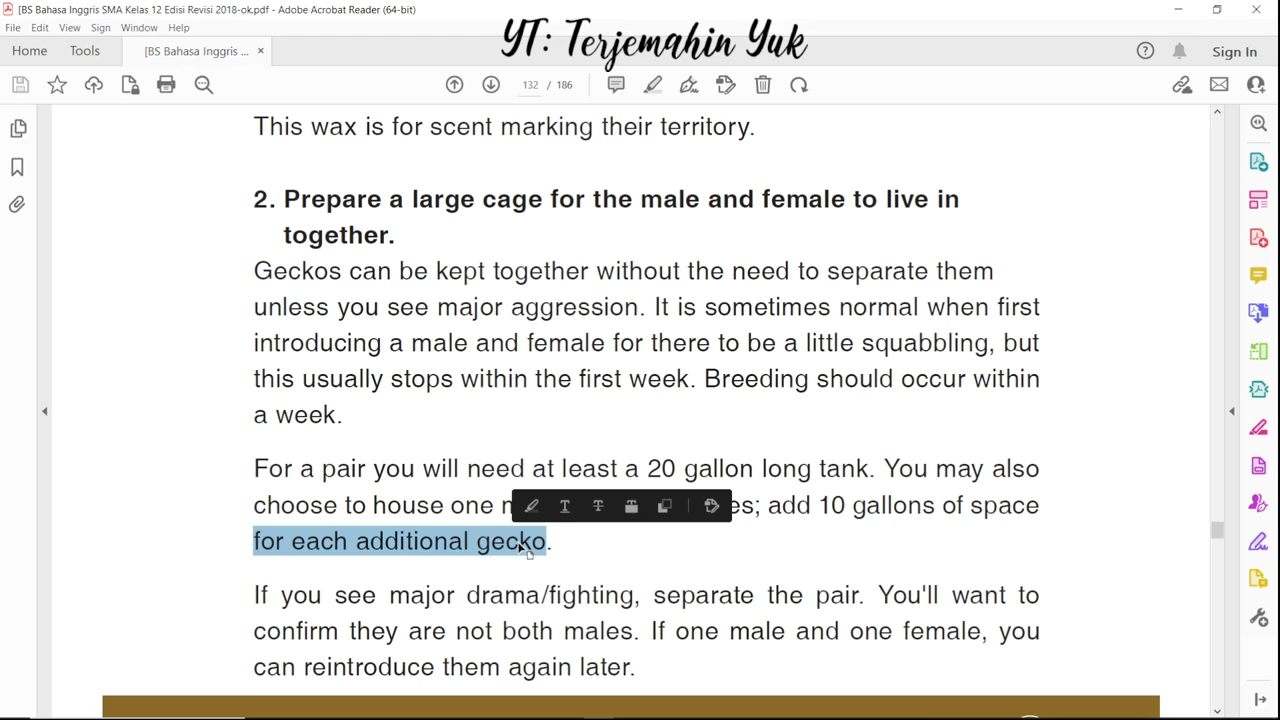 [BS Bahasa Inggris SMA Kelas 12 Edisi Revisi 2018-ok.pdf - Adobe Acrobat Reader (64-bit)
File Edit View Sign Window Help
YT: Terjemahin Yuk
Home Tools [BS Bahasa Inggris ... × Sign In
132 / 186
This wax is for scent marking their territory.
2. Prepare a large cage for the male and female to live in
together.
Geckos can be kept together without the need to separate them
unless you see major aggression. It is sometimes normal when first
introducing a male and female for there to be a little squabbling, but
this usually stops within the first week. Breeding should occur within
a week.
For a pair you will need at least a 20 gallon long tank. You may also
choose to house one es; add 10 gallons of space
for each additional gecko.
If you see major drama/fighting, separate the pair. You'll want to
confirm they are not both males. If one male and one female, you
can reintroduce them again later.